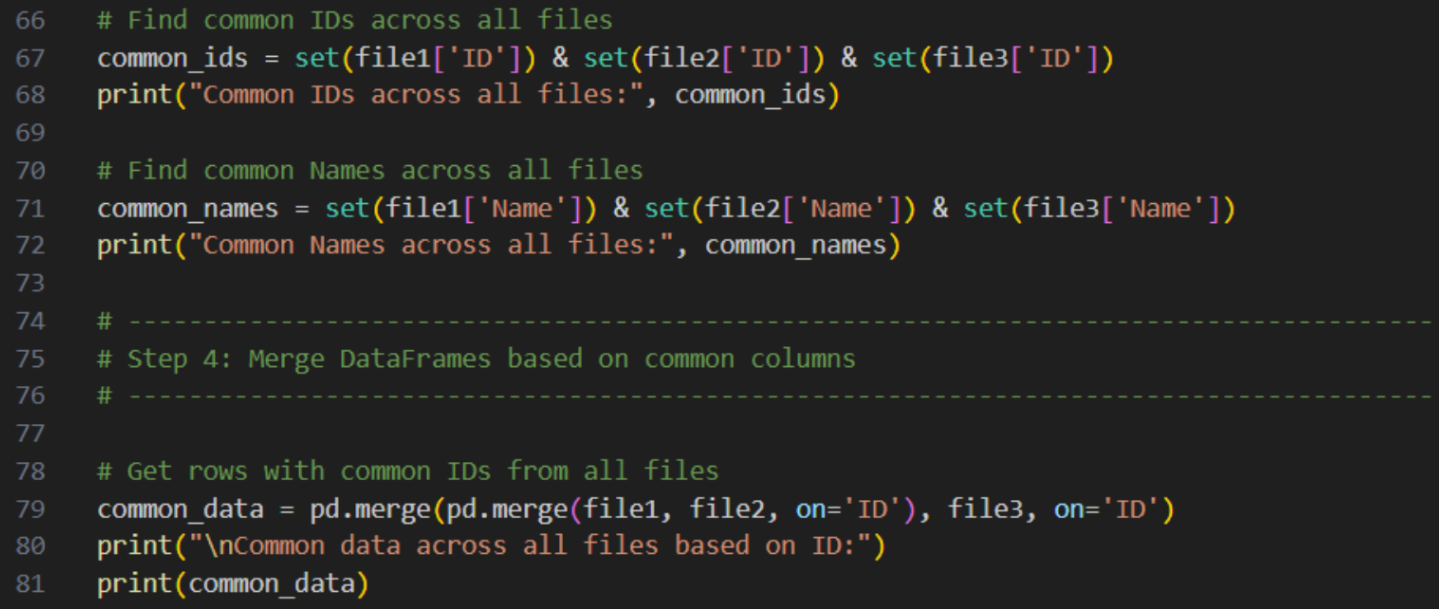 66 # Find common IDs across all files
67 common_ids = set(file1['ID']) & set(file2['ID']) & set(file3['ID'])
68 print("Common IDs across all files:", common_ids)
69
70 # Find common Names across all files
71 common_names = set(file1['Name']) & set(file2['Name']) & set(file3['Name'])
72 print("Common Names across all files:", common_names)
73
74 # --------------------------------------------------------------------------------------
75 # Step 4: Merge DataFrames based on common columns
76 # --------------------------------------------------------------------------------------
77
78 # Get rows with common IDs from all files
79 common_data = pd.merge(pd.merge(file1, file2, on='ID'), file3, on='ID')
80 print("\nCommon data across all files based on ID:")
81 print(common_data)